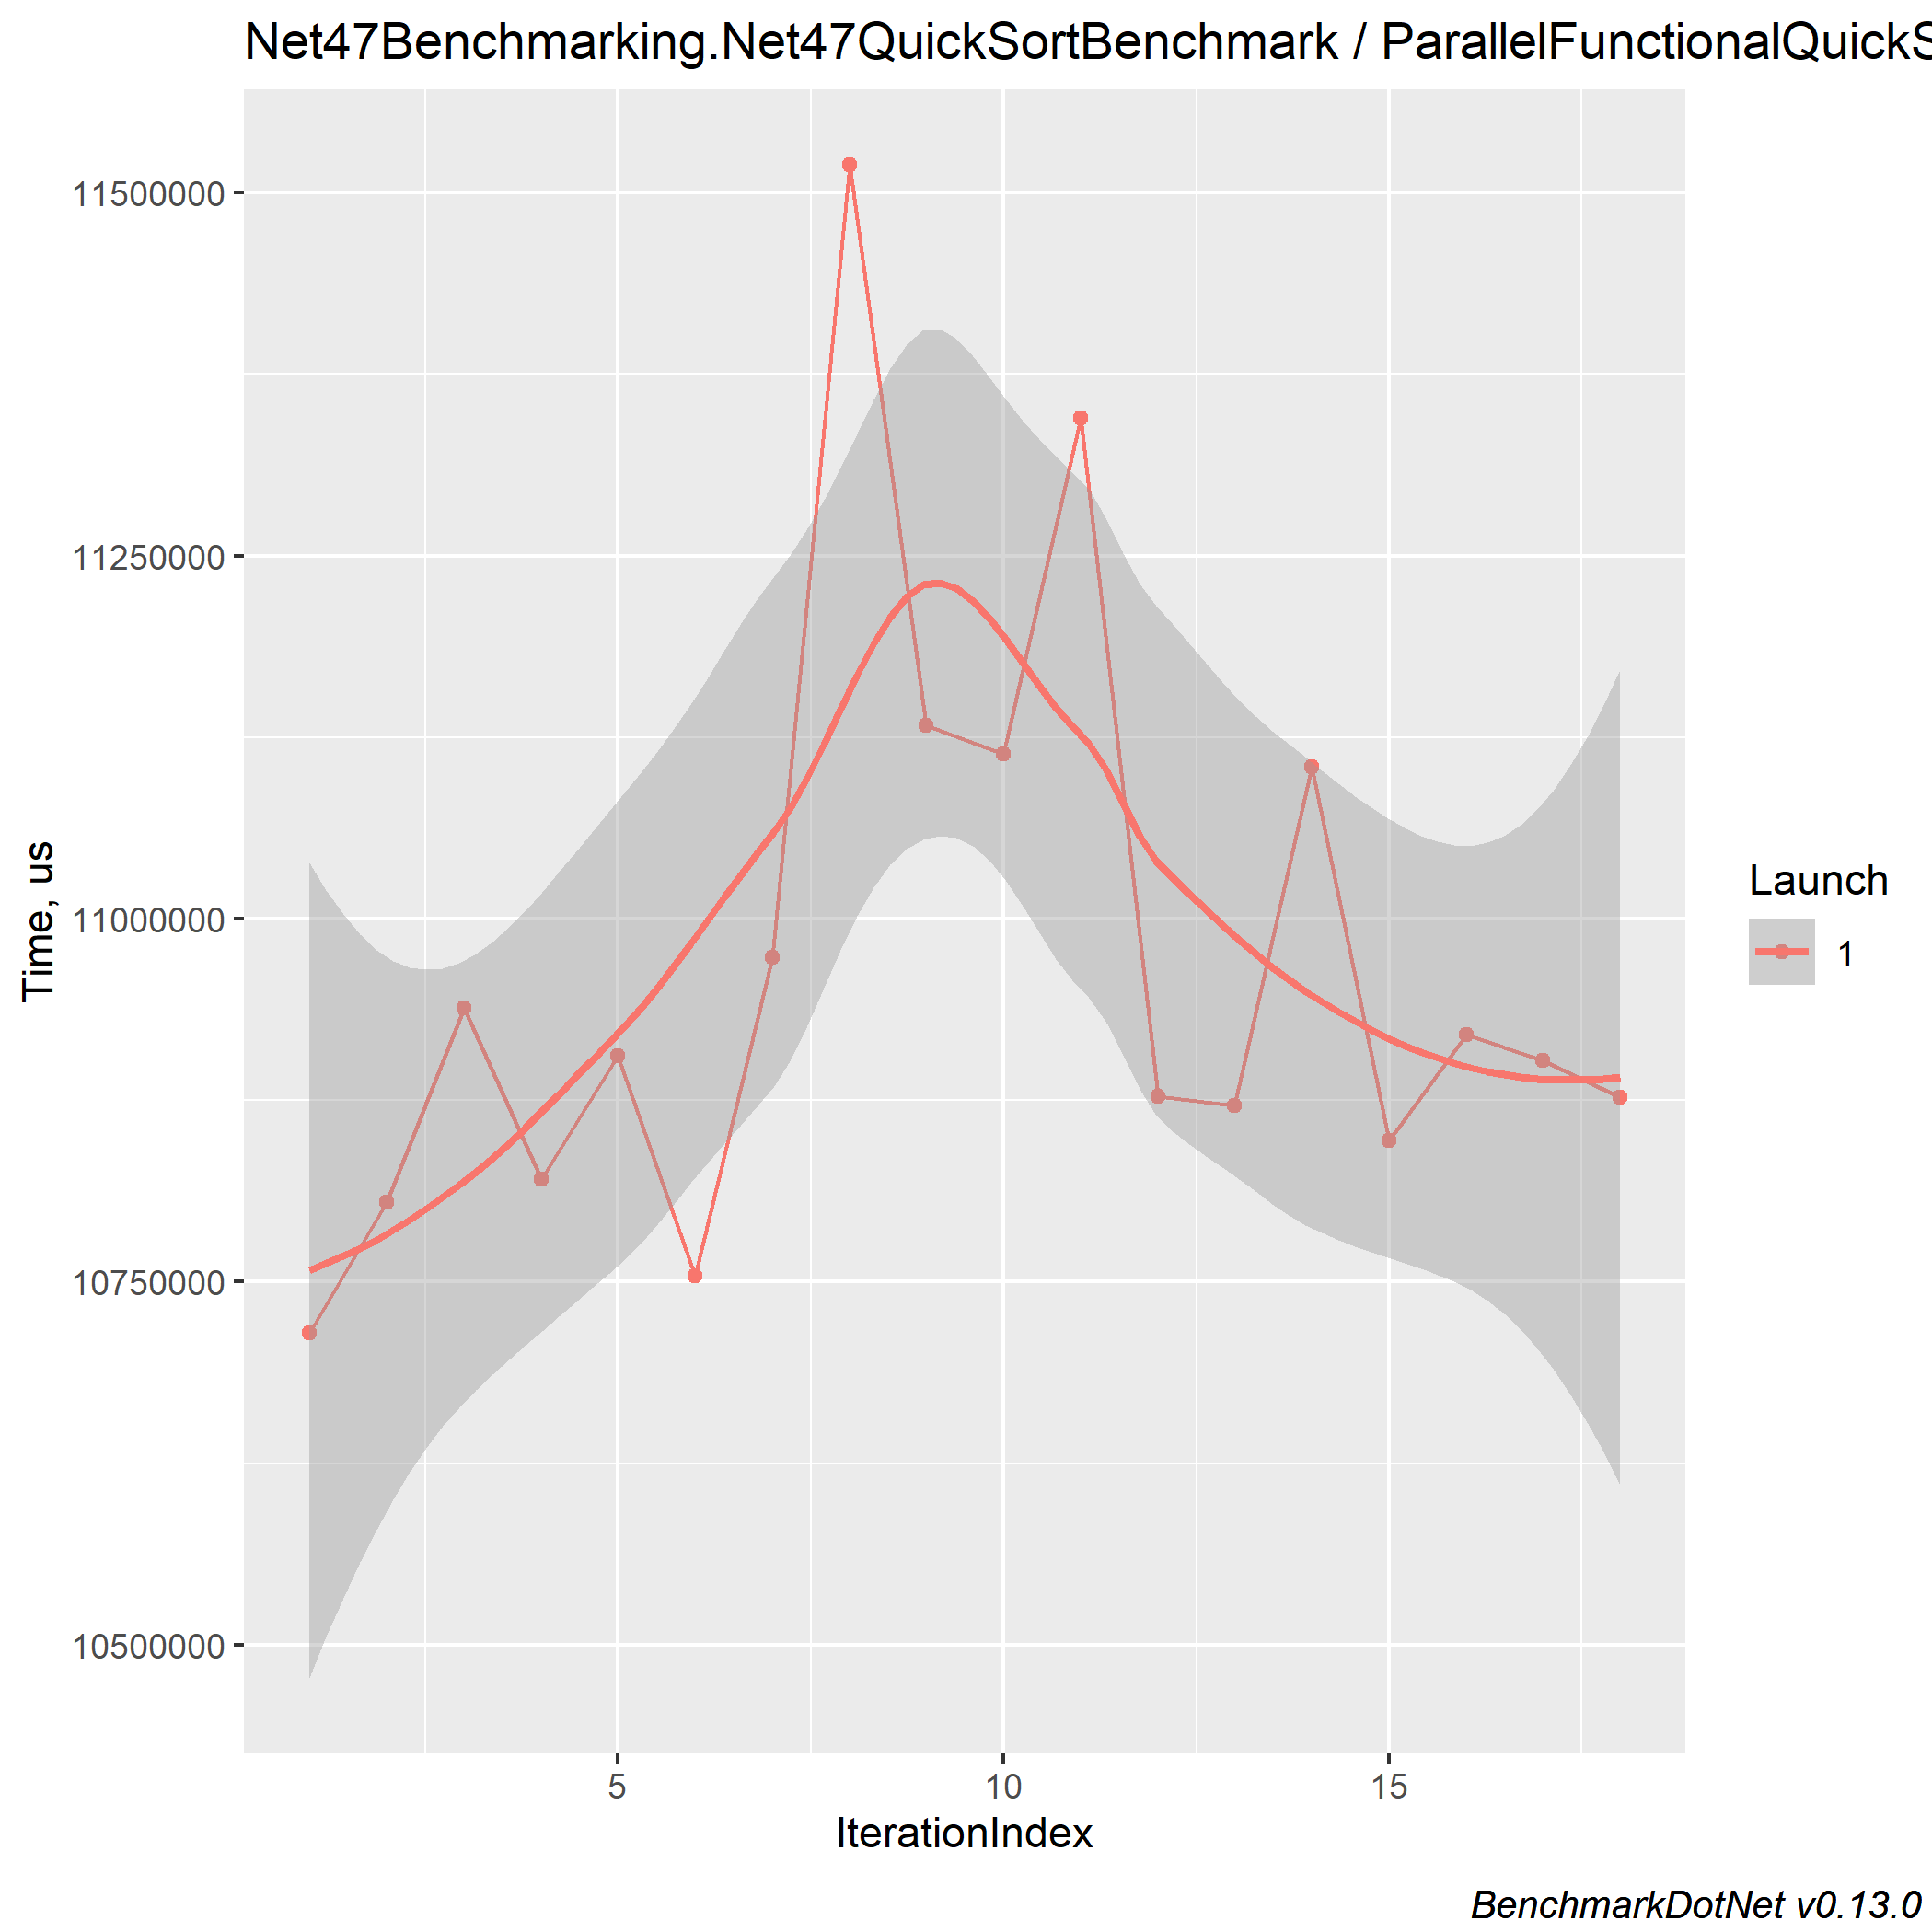 Net47Benchmarking.Net47QuickSortBenchmark / ParallelFunctionalQuickS
11500000
11250000
11000000
10750000
10500000
Time, us
5
10
15
IterationIndex
Launch
1
BenchmarkDotNet v0.13.0